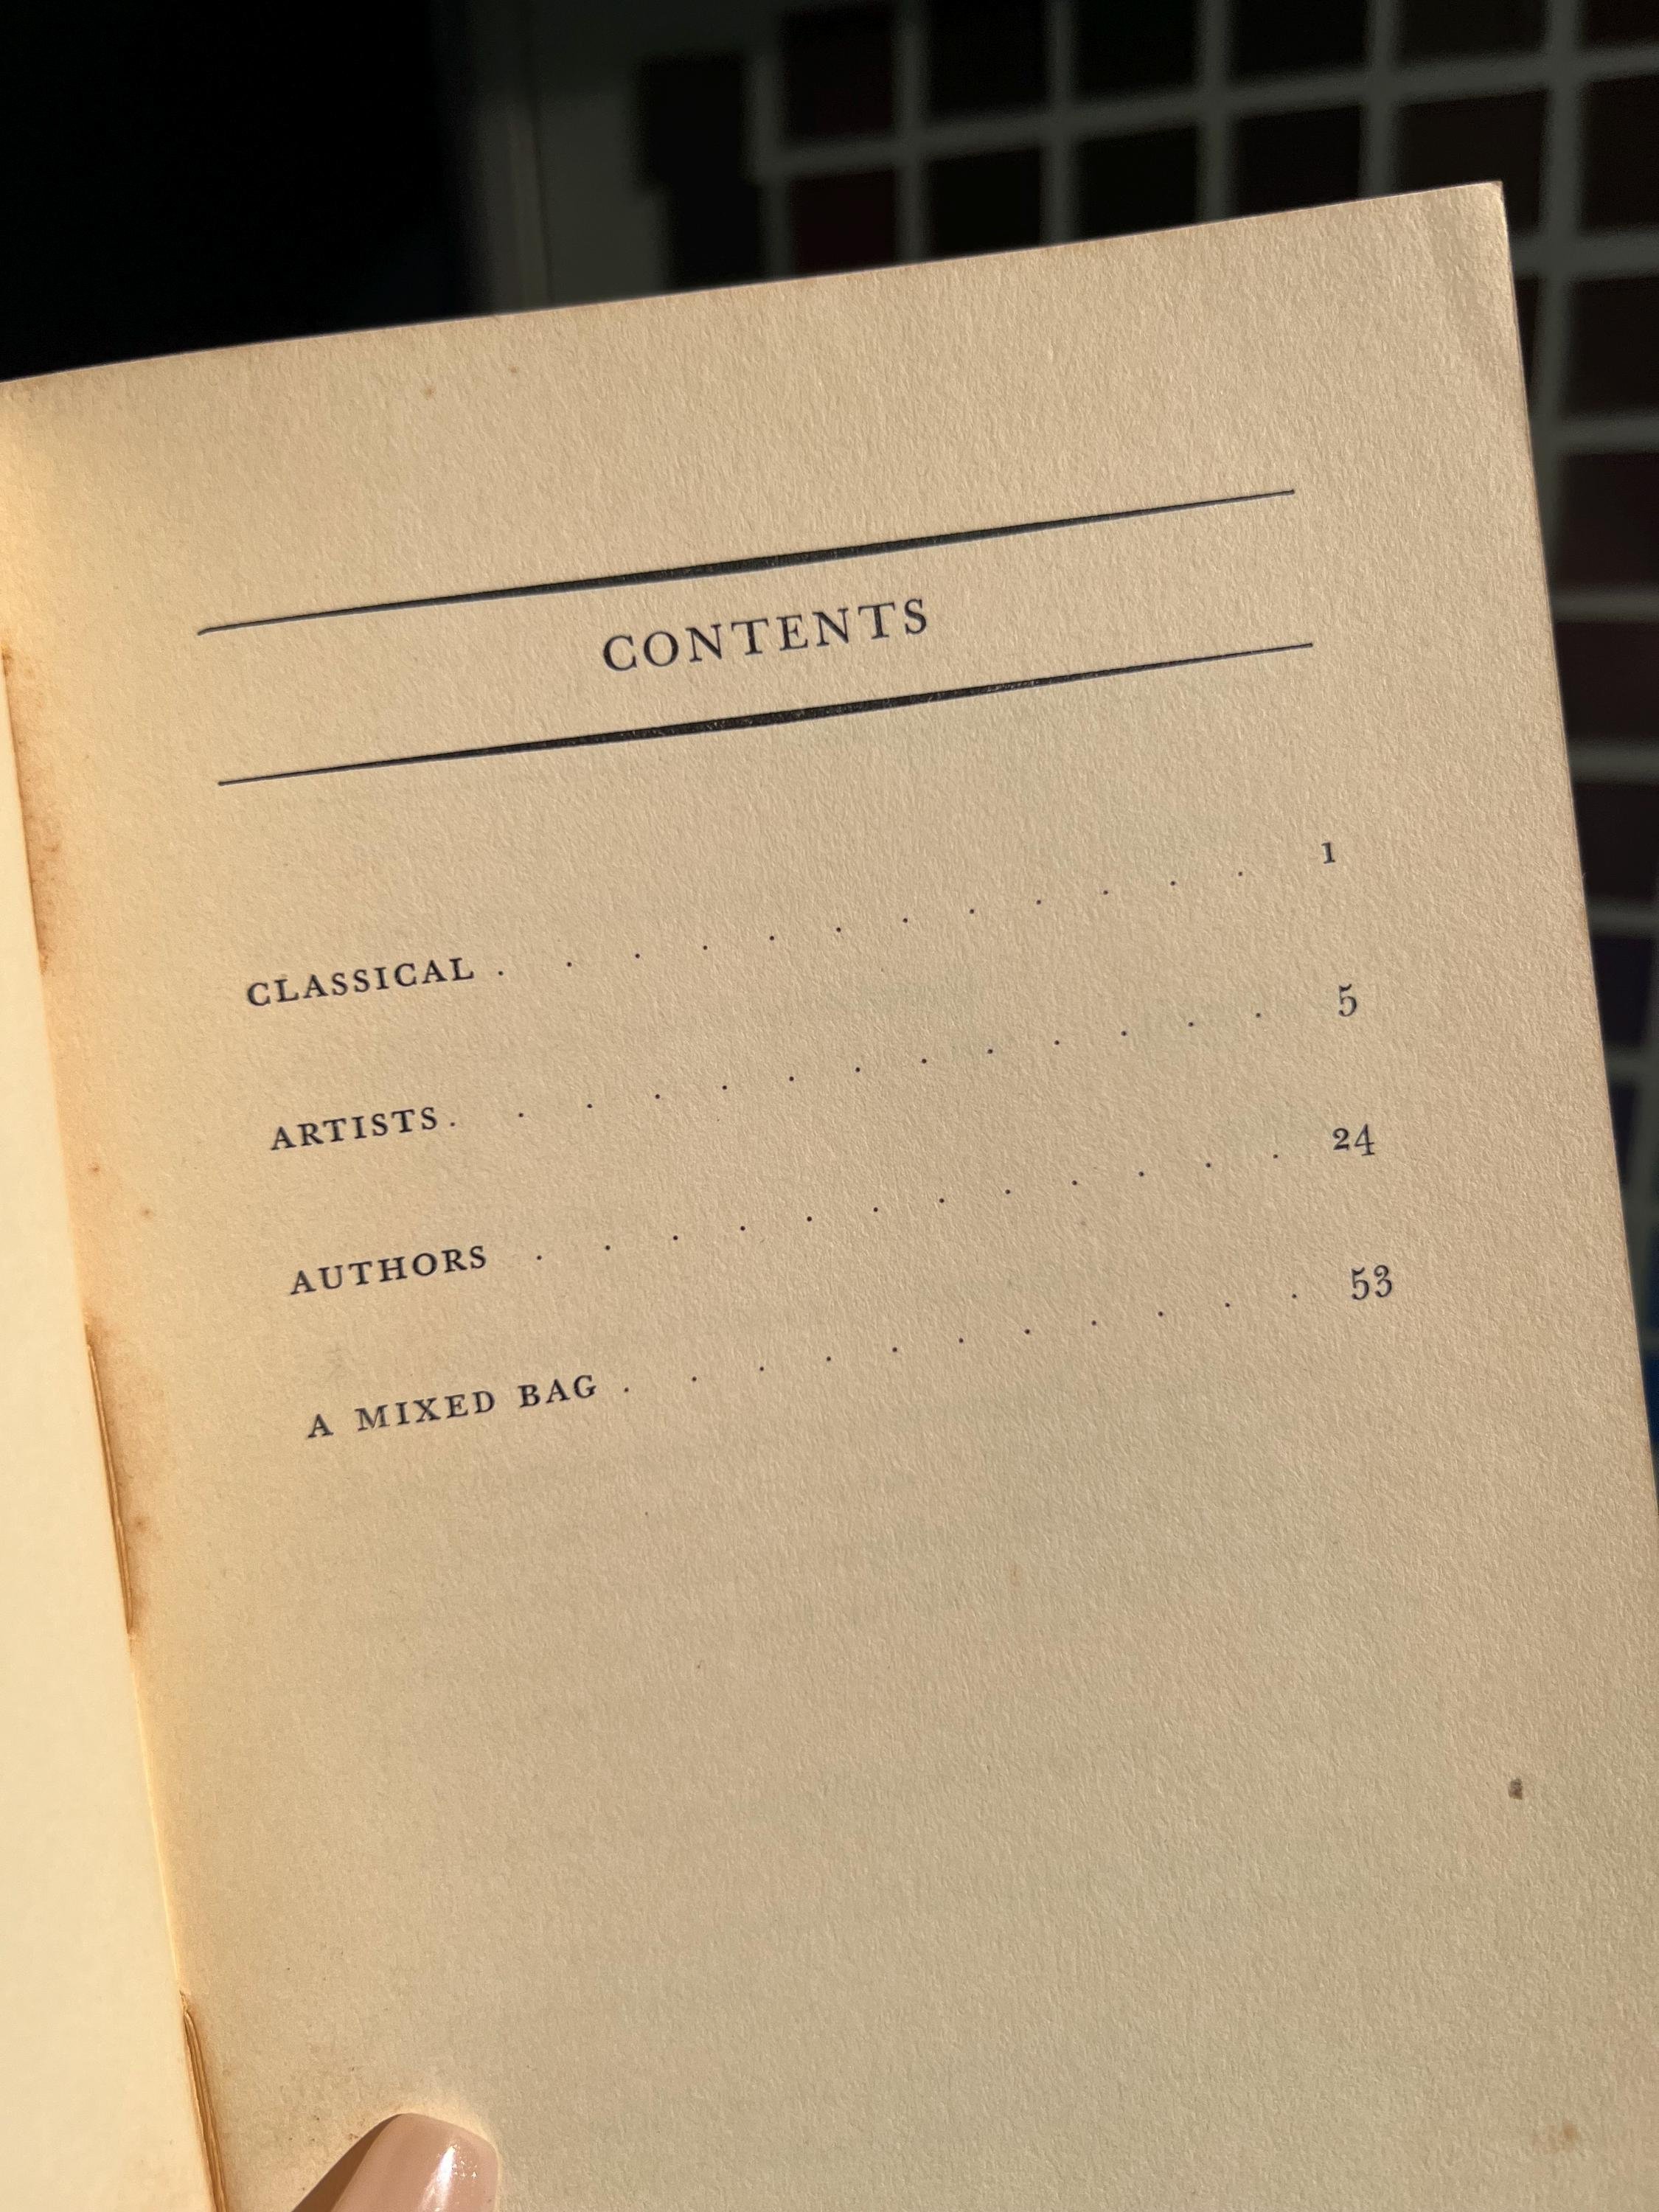 CONTENTS
CLASSICAL . . . . . . . . . . . . 1
ARTISTS . . . . . . . . . . . . . 5
AUTHORS . . . . . . . . . . . . 24
A MIXED BAG . . . . . . . . . . . 53